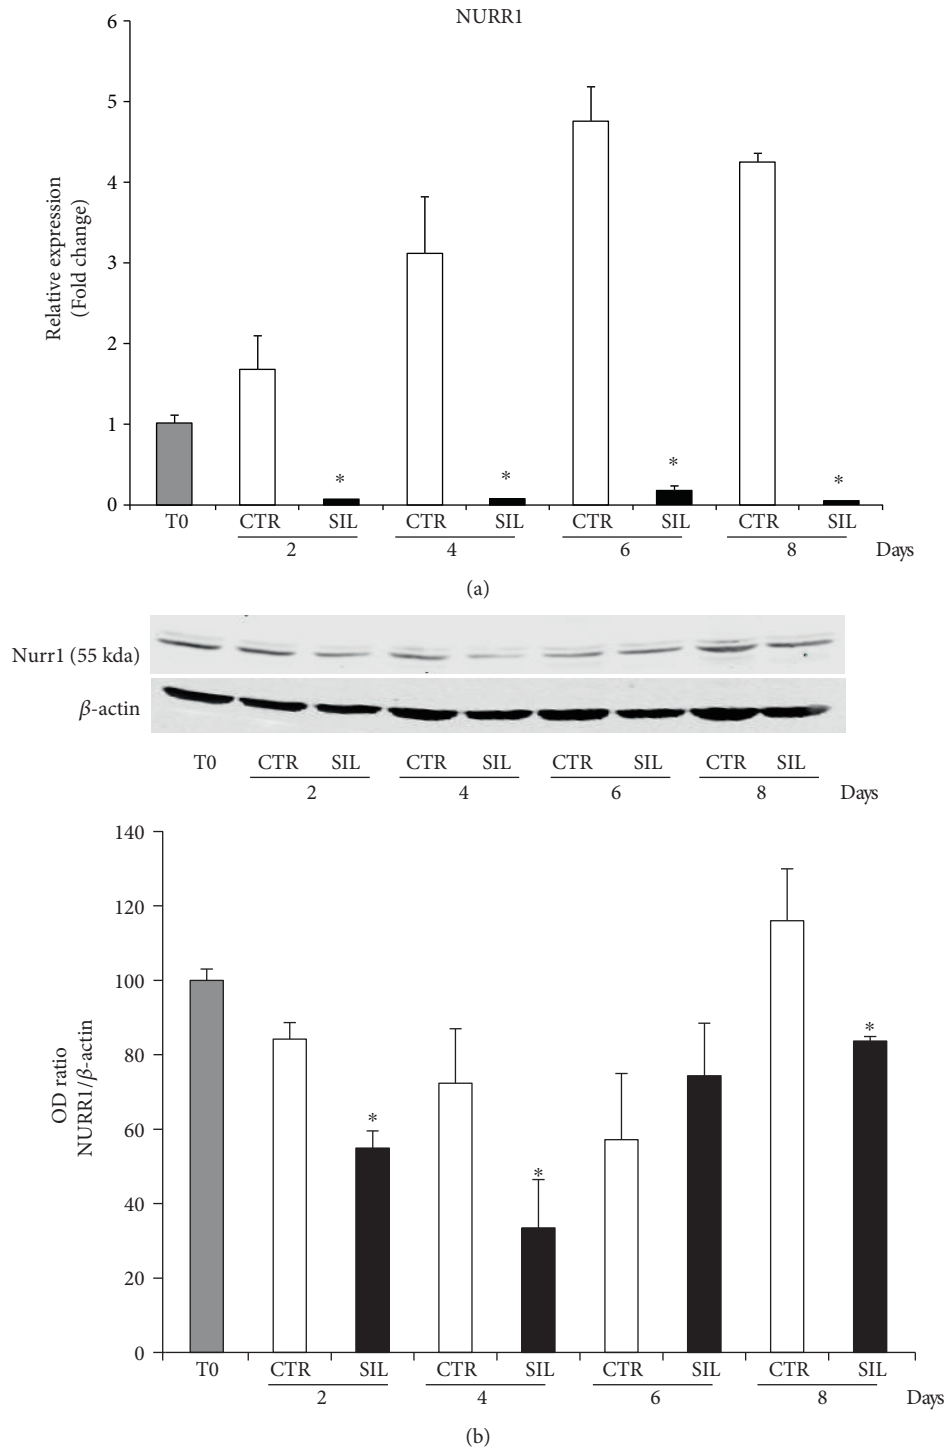 NURR1
6
5
4
3
2
1
0
Relative expression
(Fold change)
* * * *
T0 CTR SIL CTR SIL CTR SIL CTR SIL
2 4 6 8 Days
(a)
Nurr1 (55 kda)
β-actin
T0 CTR SIL CTR SIL CTR SIL CTR SIL
2 4 6 8 Days
140
120
100
80
60
40
20
0
OD ratio
NURR1/β-actin
* * *
T0 CTR SIL CTR SIL CTR SIL CTR SIL
2 4 6 8 Days
(b)